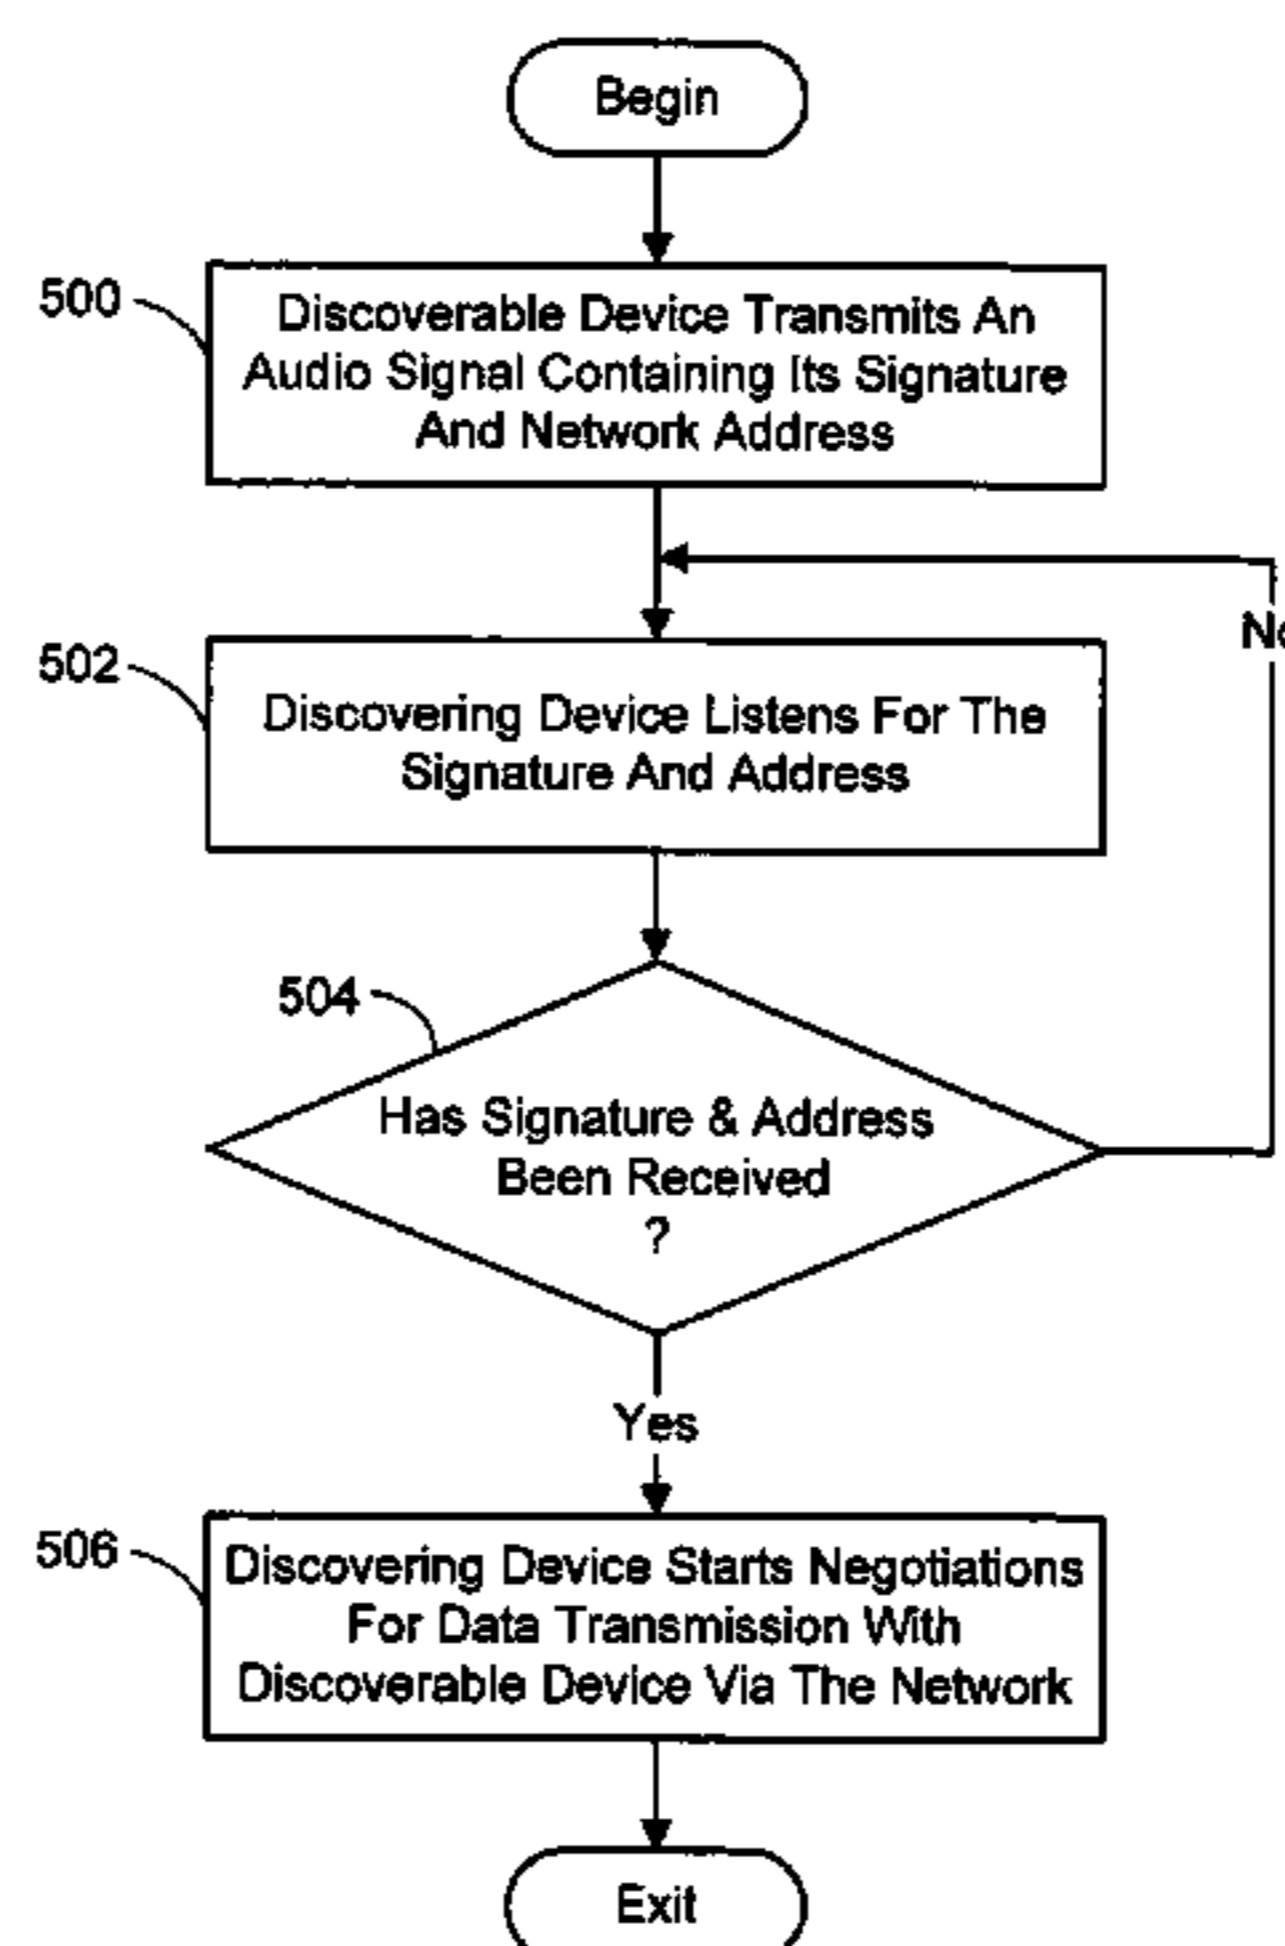 Begin
500
Discoverable Device Transmits An
Audio Signal Containing Its Signature
And Network Address
No
502
Discovering Device Listens For The
Signature And Address
504
Has Signature & Address
Been Received
?
Yes
506
Discovering Device Starts Negotiations
For Data Transmission With
Discoverable Device Via The Network
Exit